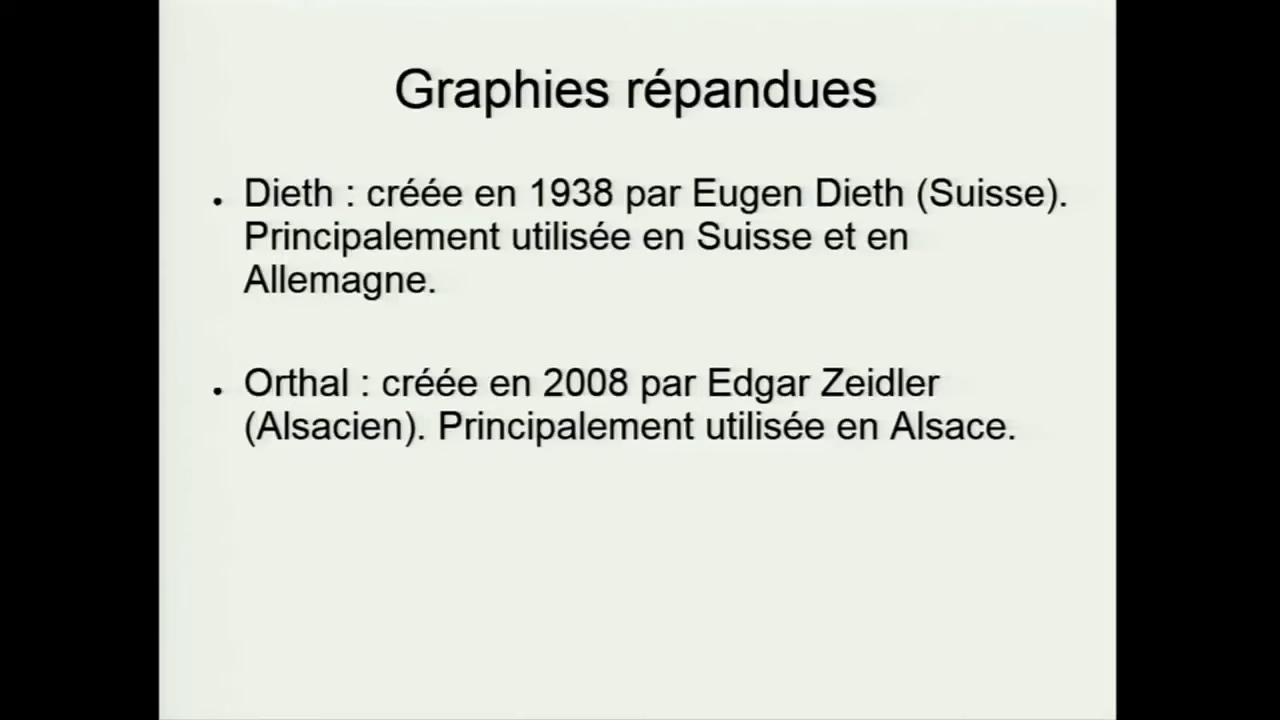 Graphies répandues
• Dieth : créée en 1938 par Eugen Dieth (Suisse).
Principalement utilisée en Suisse et en
Allemagne.
• Orthal : créée en 2008 par Edgar Zeidler
(Alsacien). Principalement utilisée en Alsace.